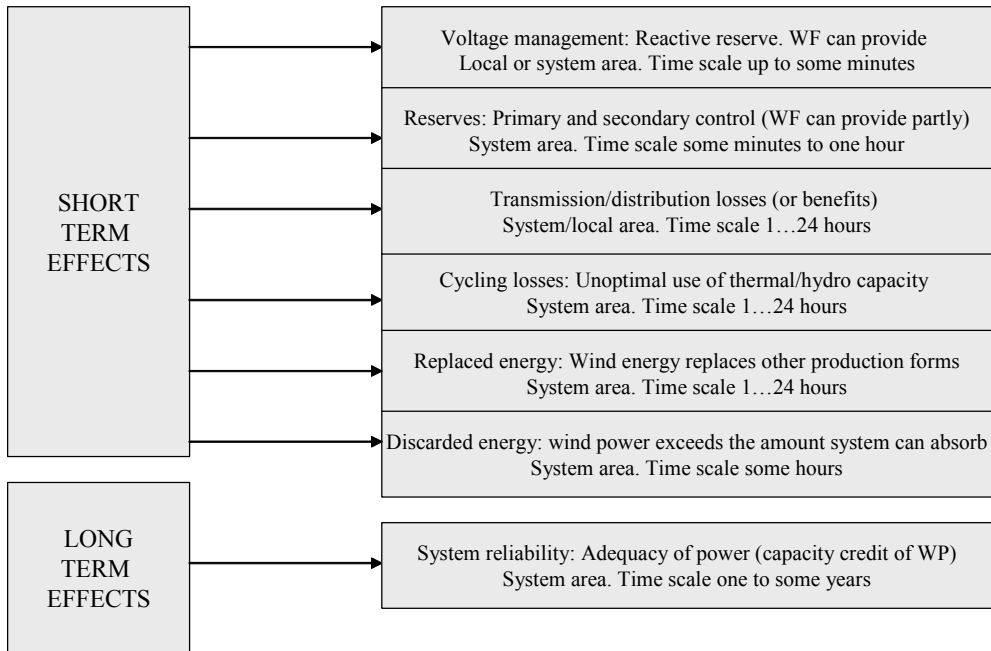 SHORT
TERM
EFFECTS
Voltage management: Reactive reserve. WF can provide
Local or system area. Time scale up to some minutes
Reserves: Primary and secondary control (WF can provide partly)
System area. Time scale some minutes to one hour
Transmission/distribution losses (or benefits)
System/local area. Time scale 1…24 hours
Cycling losses: Unoptimal use of thermal/hydro capacity
System area. Time scale 1…24 hours
Replaced energy: Wind energy replaces other production forms
System area. Time scale 1…24 hours
Discarded energy: wind power exceeds the amount system can absorb
System area. Time scale some hours
LONG
TERM
EFFECTS
System reliability: Adequacy of power (capacity credit of WP)
System area. Time scale one to some years